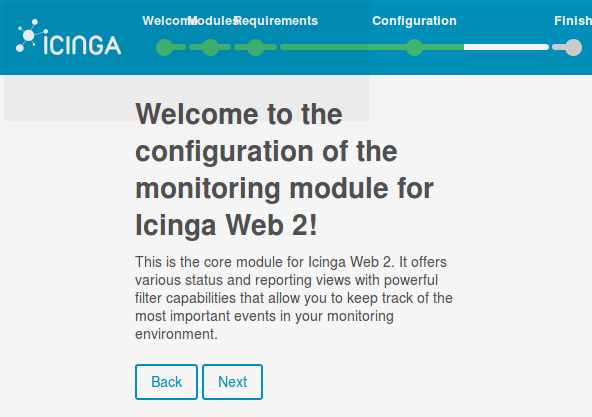 Welcome Modules Requirements Configuration Finish
ICINGA
Welcome to the
configuration of the
monitoring module for
Icinga Web 2!
This is the core module for Icinga Web 2. It offers
various status and reporting views with powerful
filter capabilities that allow you to keep track of the
most important events in your monitoring
environment.
Back Next